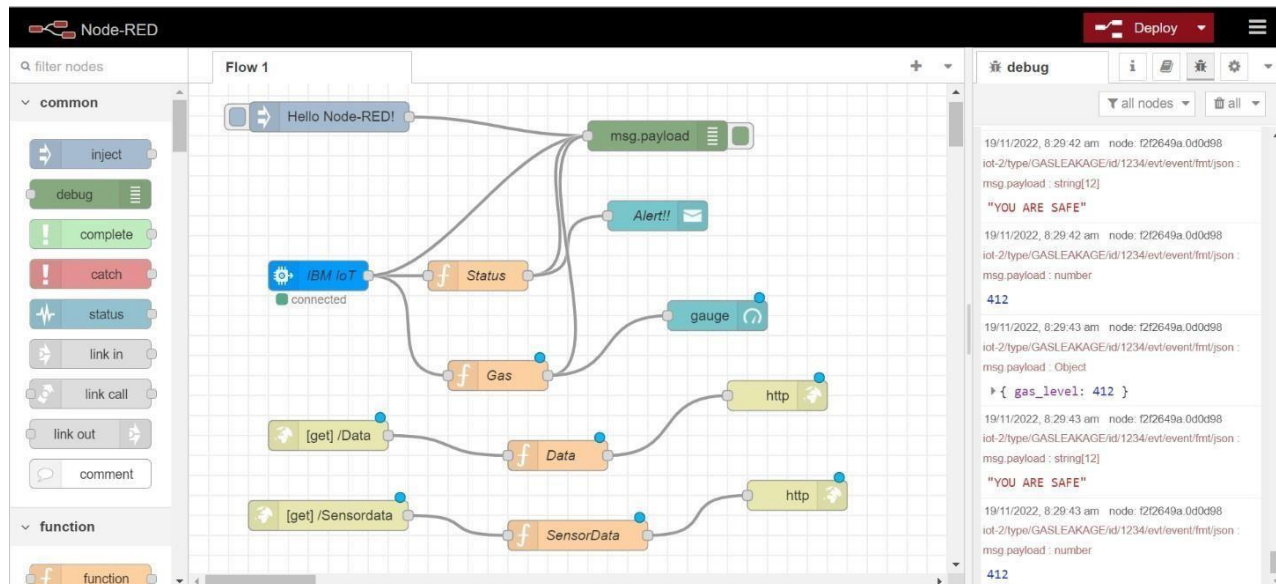 Node-RED
Deploy
filter nodes
common
inject
debug
complete
catch
status
link in
link call
link out
comment
function
function
Flow 1
Hello Node-RED!
msg.payload
Alert!!
IBM IoT
connected
Status
gauge
Gas
http
[get] /Data
Data
http
[get] /Sensordata
SensorData
debug
i
all nodes
all
19/11/2022, 8:29:42 am node: f2f2649a.0d0d98
iot-2/type/GASLEAKAGE/id/1234/evt/event/fmt/json :
msg.payload : string[12]
"YOU ARE SAFE"
19/11/2022, 8:29:42 am node: f2f2649a.0d0d98
iot-2/type/GASLEAKAGE/id/1234/evt/event/fmt/json :
msg.payload : number
412
19/11/2022, 8:29:43 am node: f2f2649a.0d0d98
iot-2/type/GASLEAKAGE/id/1234/evt/event/fmt/json :
msg.payload : Object
{ gas_level: 412 }
19/11/2022, 8:29:43 am node: f2f2649a.0d0d98
iot-2/type/GASLEAKAGE/id/1234/evt/event/fmt/json :
msg.payload : string[12]
"YOU ARE SAFE"
19/11/2022, 8:29:43 am node: f2f2649a.0d0d98
iot-2/type/GASLEAKAGE/id/1234/evt/event/fmt/json :
msg.payload : number
412